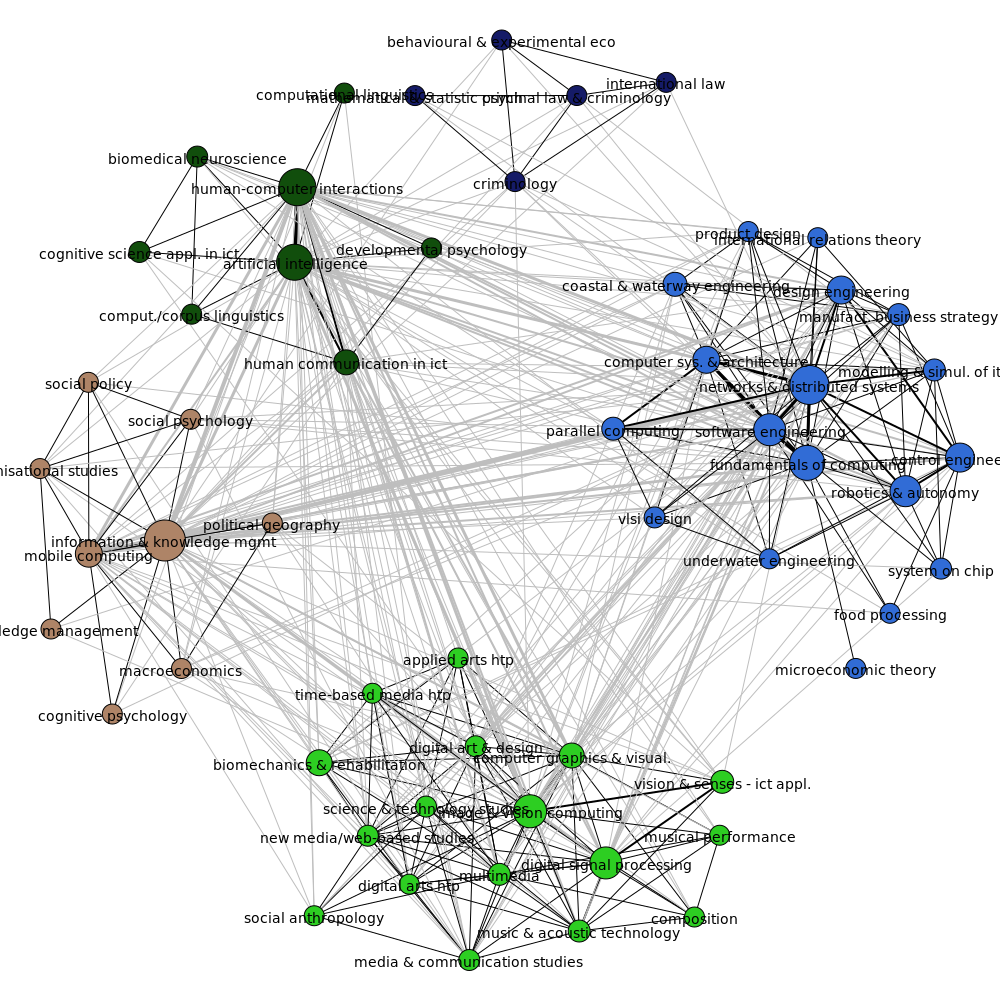 behavioural & experimental eco
international law
computational linguistics
mathematical & statistic psych
criminal law & criminology
biomedical neuroscience
human-computer interactions
criminology
product design
international relations theory
cognitive science appl. in ict
developmental psychology
artificial intelligence
coastal & waterway engineering
design engineering
comput./corpus linguistics
manufact. business strategy
human communication in ict
computer sys. & architecture
modelling & simul. of it
social policy
networks & distributed systems
social psychology
parallel computing
software engineering
control enginee
fundamentals of computing
nisational studies
robotics & autonomy
political geography
vlsi design
information & knowledge mgmt
mobile computing
underwater engineering
system on chip
food processing
ledge management
applied arts htp
macroeconomics
microeconomic theory
time-based media htp
cognitive psychology
digital art & design
computer graphics & visual.
biomechanics & rehabilitation
vision & senses - ict appl.
science & technology studies
image & vision computing
new media/web-based studies
musical performance
digital signal processing
multimedia
digital arts htp
social anthropology
composition
music & acoustic technology
media & communication studies